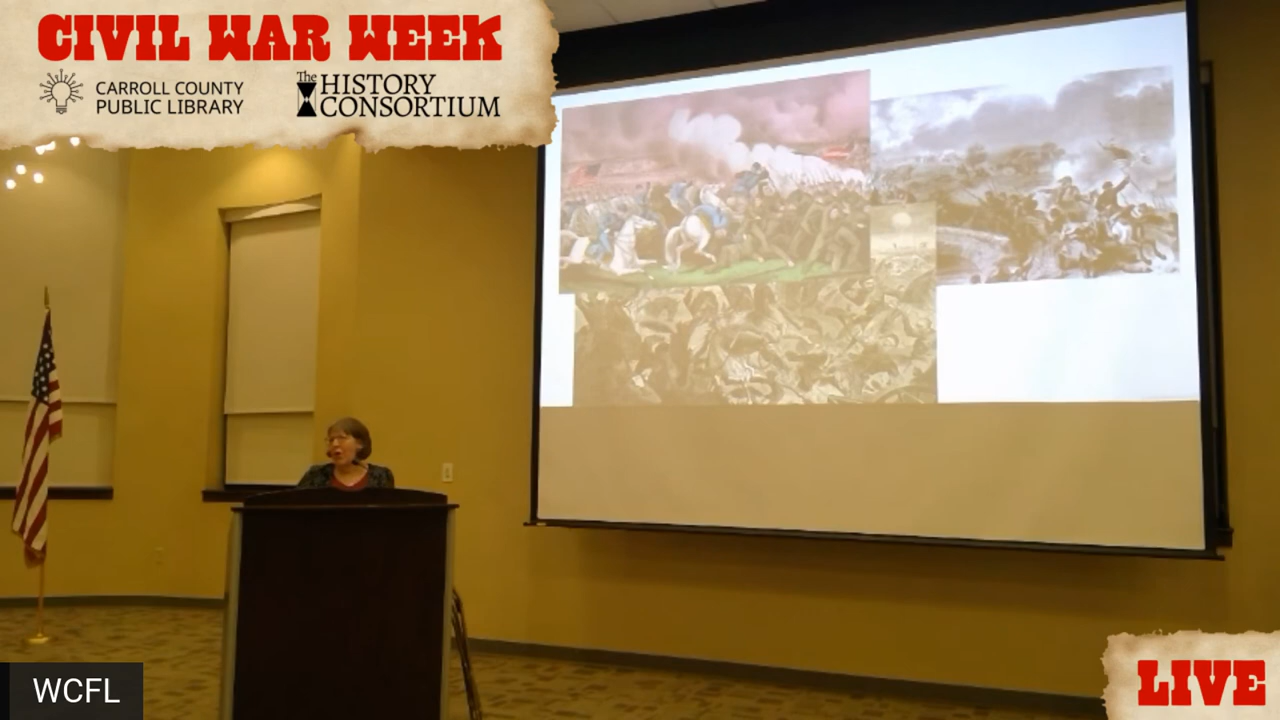 CIVIL WAR WEEK
CARROLL COUNTY
PUBLIC LIBRARY
The HISTORY
CONSORTIUM
WCFL
LIVE